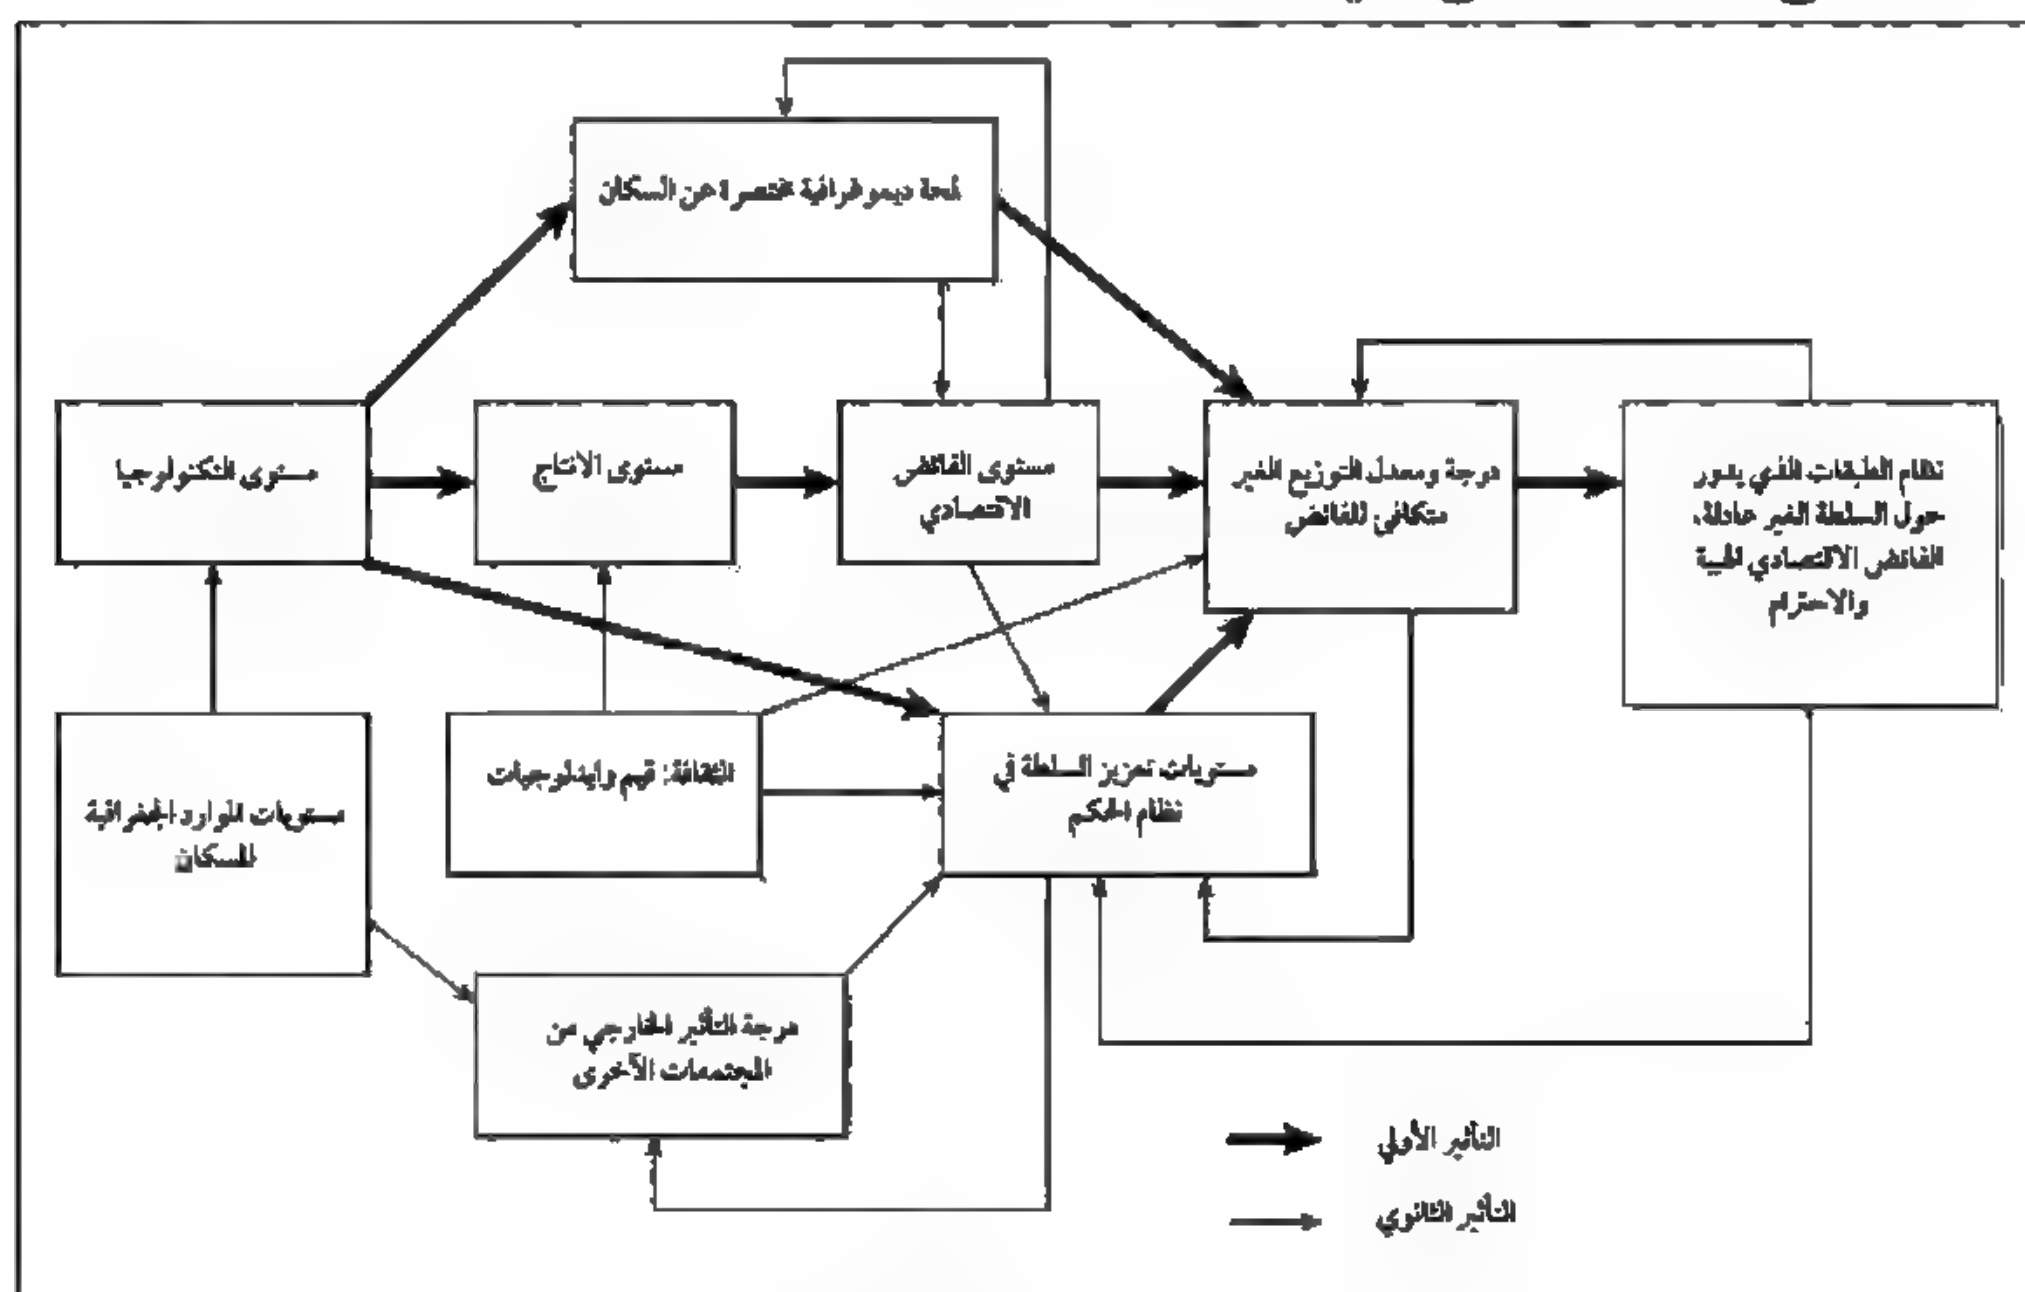 لمحة ديموغرافية مختصرة عن السكان
مستوى التكنولوجيا
مستوى الانتاج
مستوى الفائض
الاقتصادي
درجة ومعدل التوزيع الغير
متكافئ للفائض
نظام الطبقات الذي يدور
حول السلطة الغير عادلة،
الفائض الاقتصادي الهيبة
والاحترام
مستويات الموارد الجغرافية
للسكان
الثقافة: قيم وايدلوجيات
مستويات تعزيز السلطة في
نظام الحكم
درجة التأثير الخارجي من
المجتمعات الآخرى
التأثير الأولي
التأثير الثانوي